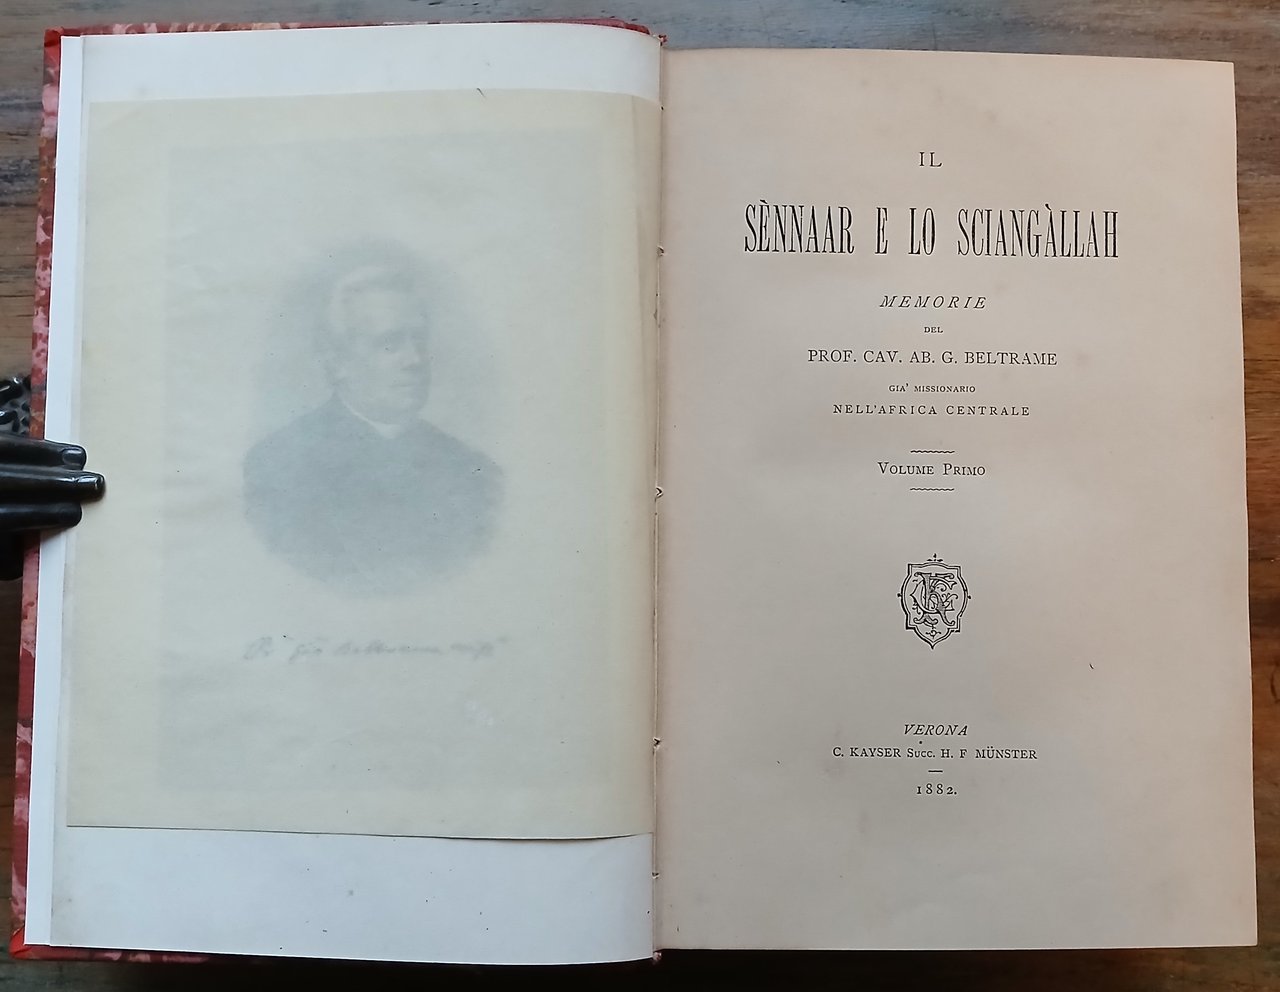 Beltrame
IL
SÈNNAAR E LO SCIANGÀLLAH
MEMORIE
DEL
PROF. CAV. AB. G. BELTRAME
GIA' MISSIONARIO
NELL'AFRICA CENTRALE
VOLUME PRIMO
VERONA
C. KAYSER Succ. H. F MÜNSTER
1882.